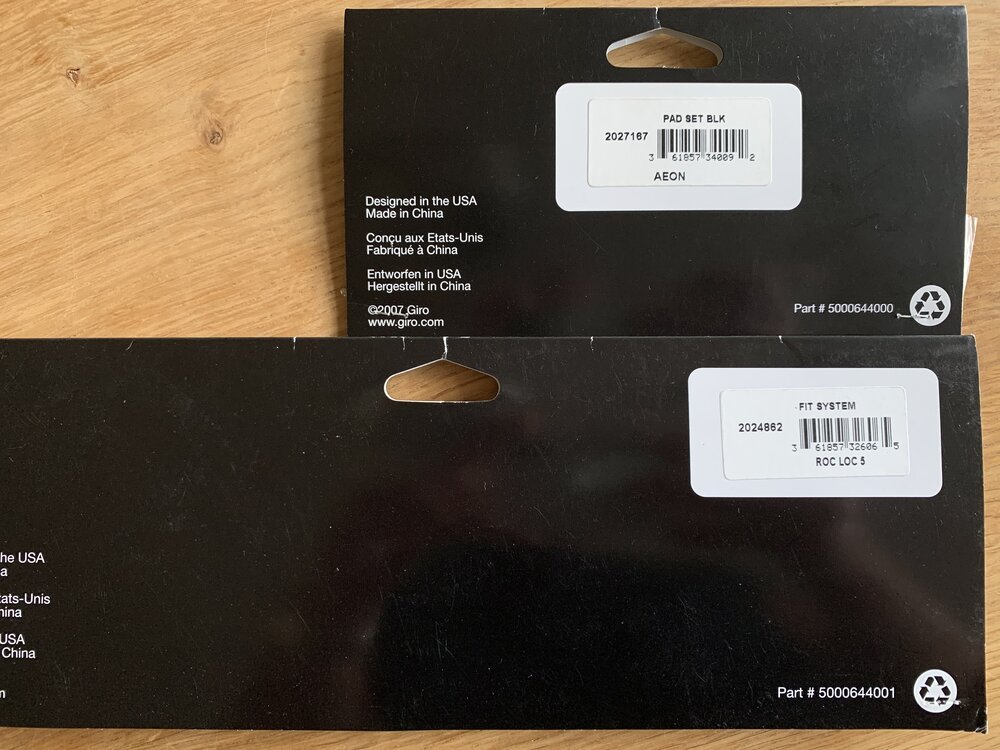 PAD SET BLK
2027167
3 61857 34009 2
AEON
Designed in the USA
Made in China
Conçu aux Etats-Unis
Fabriqué à China
Entworfen in USA
Hergestellt in China
©2007 Giro
www.giro.com
Part # 5000644000
FIT SYSTEM
2024862
3 61857 32606 5
ROC LOC 5
he USA
a
tats-Unis
hina
USA
China
m
Part # 5000644001